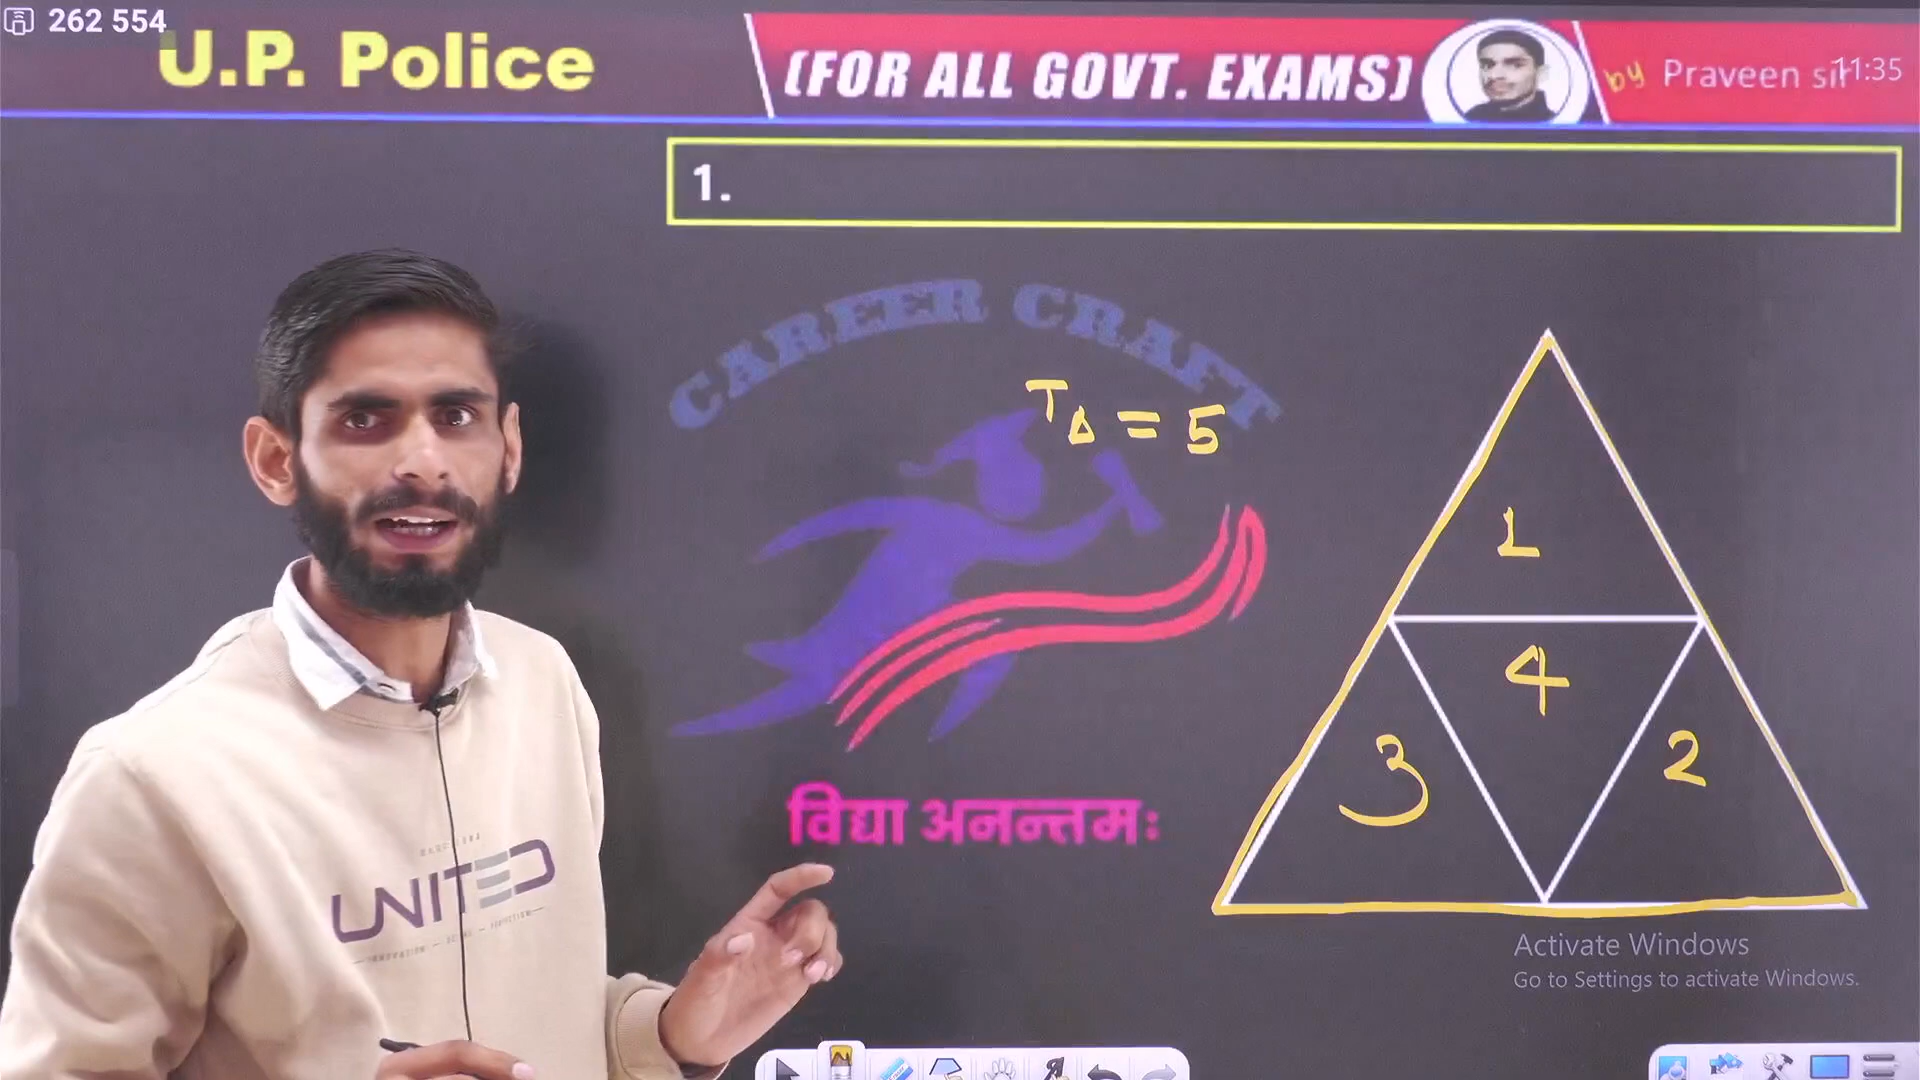 262 554
U.P. Police
(FOR ALL GOVT. EXAMS)
by Praveen sir
11:35
1.
CAREER CRAFT
T∆ = 5
1
4
3
2
विद्या अनन्तमः
UNITED
Activate Windows
Go to Settings to activate Windows.